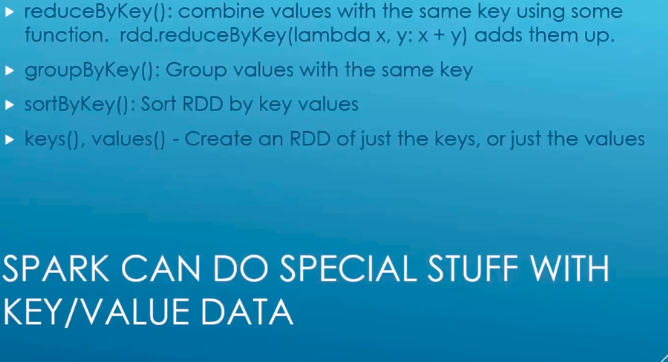 reduceByKey(): combine values with the same key using some
function. rdd.reduceByKey(lambda x, y: x + y) adds them up.
groupByKey(): Group values with the same key
sortByKey(): Sort RDD by key values
keys(), values() - Create an RDD of just the keys, or just the values
SPARK CAN DO SPECIAL STUFF WITH
KEY/VALUE DATA